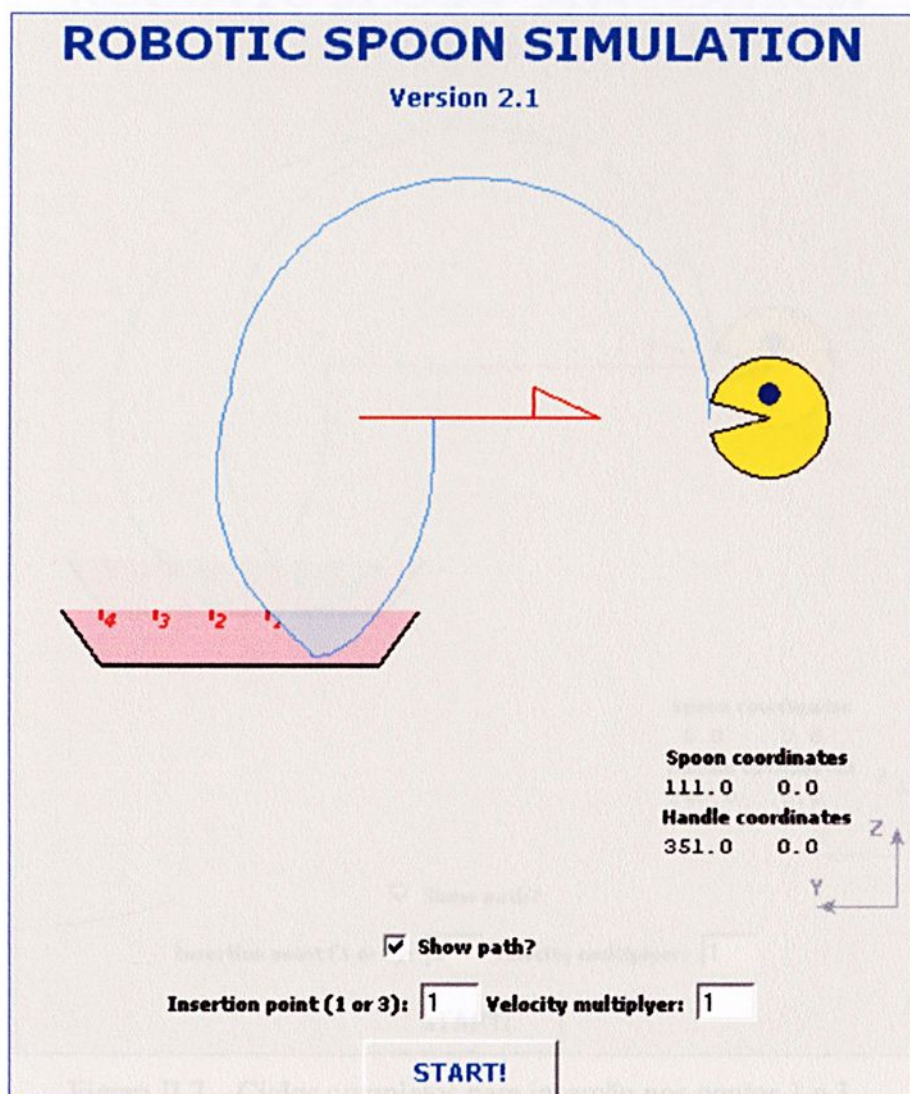 ROBOTIC SPOON SIMULATION
Version 2.1
4 3 2 1
Spoon coordinates
111.0 0.0
Handle coordinates
351.0 0.0
Z
Y
Show path?
Insertion point (1 or 3): 1 Velocity multiplyer: 1
START!